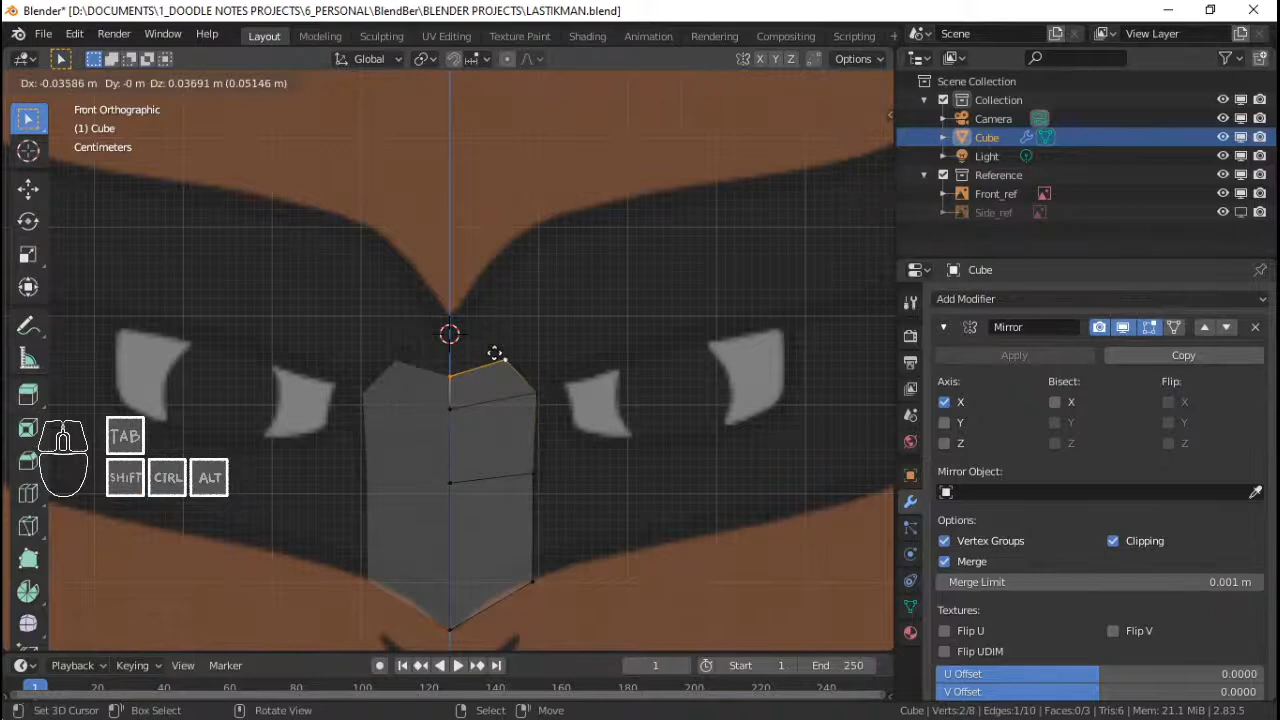 Blender* [D:\DOCUMENTS\1_DOODLE NOTES PROJECTS\6_PERSONAL\BlendBer\BLENDER PROJECTS\LASTIKMAN.blend]
File Edit Render Window Help Layout Modeling Sculpting UV Editing Texture Paint Shading Animation Rendering Compositing Scripting + Scene View Layer
Global X Y Z Options
Dx: -0.03586 m Dy: -0 m Dz: 0.03691 m (0.05146 m)
Front Orthographic
(1) Cube
Centimeters
Scene Collection
Collection
Camera
Cube
Light
Reference
Front_ref
Side_ref
Cube
Add Modifier
Mirror
Apply Copy
Axis: Bisect: Flip:
X X X
Y Y Y
Z Z Z
Mirror Object:
Options:
Vertex Groups Clipping
Merge
Merge Limit 0.001 m
Textures:
Flip U Flip V
Flip UDIM
U Offset 0.0000
V Offset 0.0000
TAB
SHIFT CTRL ALT
Playback Keying View Marker 1 Start 1 End 250
1 20 40 60 80 100 120 140 160 180 200 220 240
Set 3D Cursor Box Select Rotate View Select Move Cube | Verts:2/8 | Edges:1/10 | Faces:0/3 | Tris:6 | Mem: 21.1 MiB | 2.83.5